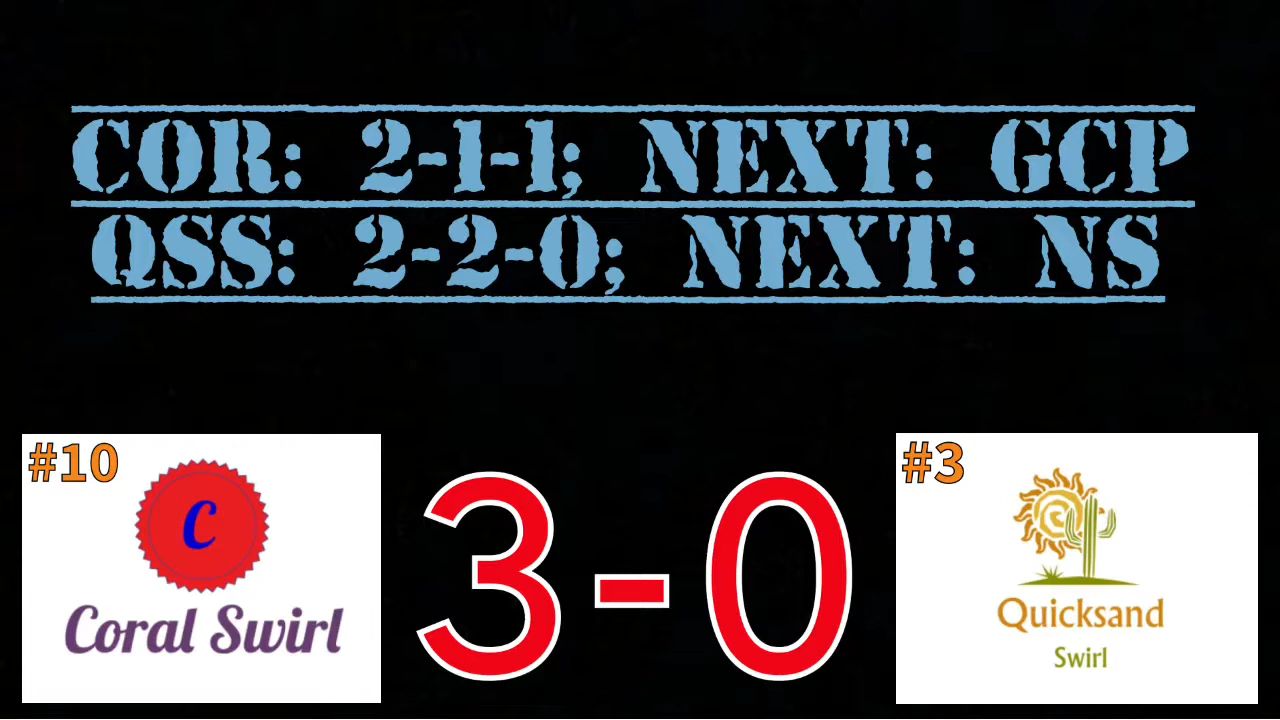 COR: 2-1-1; NEXT: GCP
QSS: 2-2-0; NEXT: NS
#10
C
Coral Swirl
3-0
#3
Quicksand
Swirl